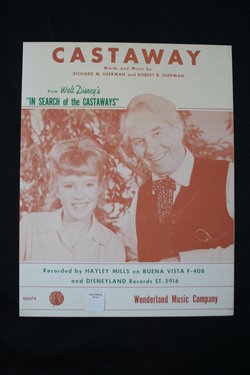 CASTAWAY
Words and Music by
RICHARD M. SHERMAN and ROBERT B. SHERMAN
From Walt Disney's
"IN SEARCH of the CASTAWAYS"
Recorded by HAYLEY MILLS on BUENA VISTA F-408
and DISNEYLAND Records ST-3916
Wonderland Music Company